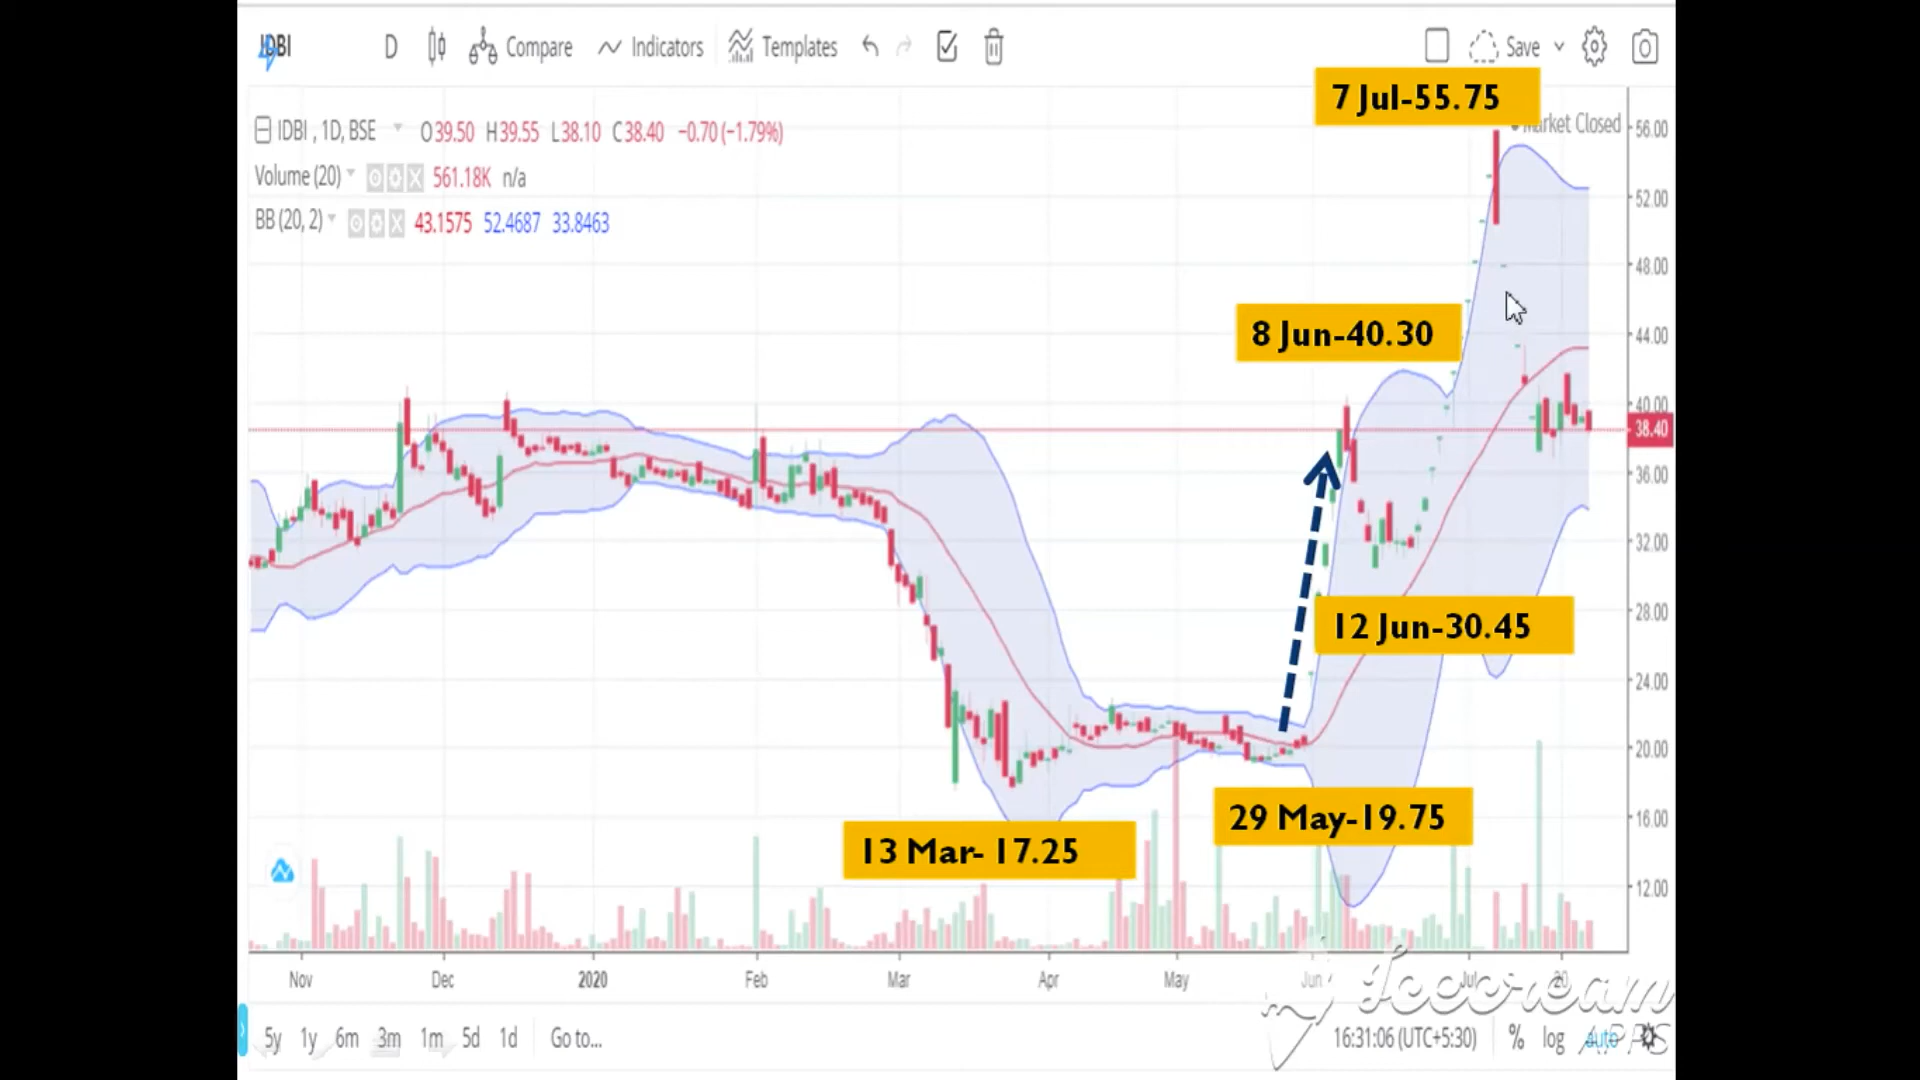 IDBI D Compare Indicators Templates Save
7 Jul-55.75
IDBI , 1D, BSE O39.50 H39.55 L38.10 C38.40 −0.70 (−1.79%) Market Closed
Volume (20) 561.18K n/a
BB (20, 2) 43.1575 52.4687 33.8463
56.00
52.00
48.00
44.00
8 Jun-40.30
40.00
38.40
36.00
32.00
28.00
12 Jun-30.45
24.00
20.00
29 May-19.75
16.00
13 Mar- 17.25
12.00
Nov Dec 2020 Feb Mar Apr May Jun Jul 20
Icecream
APPS
5y 1y 6m 3m 1m 5d 1d Go to... 16:31:06 (UTC+5:30) % log auto